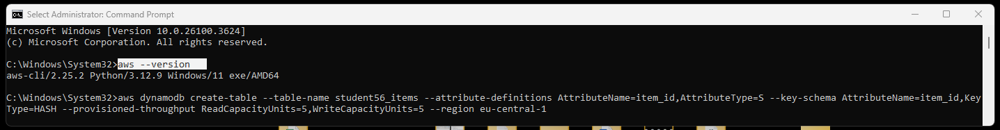 Select Administrator: Command Prompt
Microsoft Windows [Version 10.0.26100.3624]
(c) Microsoft Corporation. All rights reserved.
C:\Windows\System32>aws --version
aws-cli/2.25.2 Python/3.12.9 Windows/11 exe/AMD64
C:\Windows\System32>aws dynamodb create-table --table-name student56_items --attribute-definitions AttributeName=item_id,AttributeType=S --key-schema AttributeName=item_id,Key
Type=HASH --provisioned-throughput ReadCapacityUnits=5,WriteCapacityUnits=5 --region eu-central-1